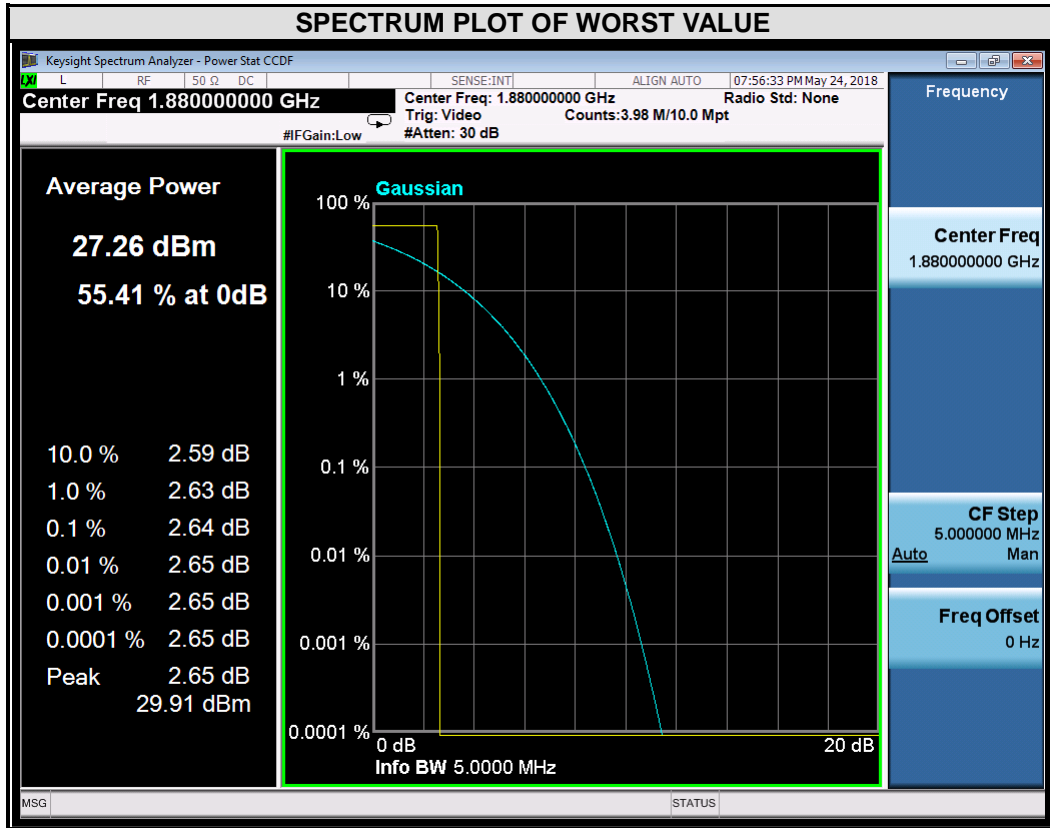 SPECTRUM PLOT OF WORST VALUE
Keysight Spectrum Analyzer - Power Stat CCDF
LXI L RF 50 Ω DC SENSE:INT ALIGN AUTO 07:56:33 PM May 24, 2018
Center Freq 1.880000000 GHz
Center Freq: 1.880000000 GHz Radio Std: None
Trig: Video Counts:3.98 M/10.0 Mpt
#IFGain:Low #Atten: 30 dB
Frequency
Average Power
27.26 dBm
55.41 % at 0dB
10.0 % 2.59 dB
1.0 % 2.63 dB
0.1 % 2.64 dB
0.01 % 2.65 dB
0.001 % 2.65 dB
0.0001 % 2.65 dB
Peak 2.65 dB
29.91 dBm
Gaussian
100 %
10 %
1 %
0.1 %
0.01 %
0.001 %
0.0001 %
0 dB 20 dB
Info BW 5.0000 MHz
Center Freq
1.880000000 GHz
CF Step
5.000000 MHz
Auto Man
Freq Offset
0 Hz
MSG STATUS